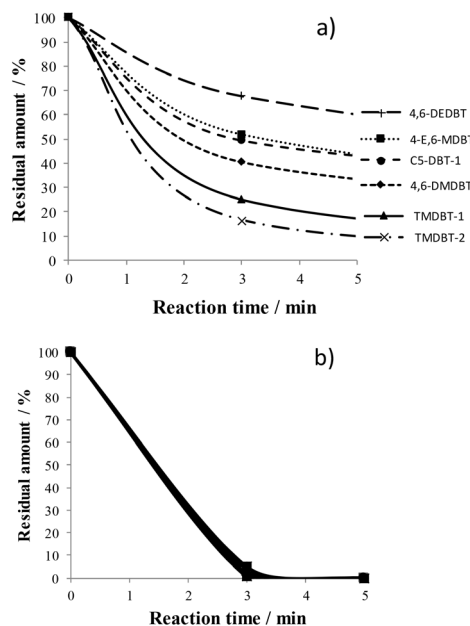 a)
100
90
80
70
60
50
40
30
20
10
0
Residual amount / %
0 1 2 3 4 5
Reaction time / min
4,6-DEDBT
4-E,6-MDBT
C5-DBT-1
4,6-DMDBT
TMDBT-1
TMDBT-2
b)
100
90
80
70
60
50
40
30
20
10
0
Residual amount / %
0 1 2 3 4 5
Reaction time / min